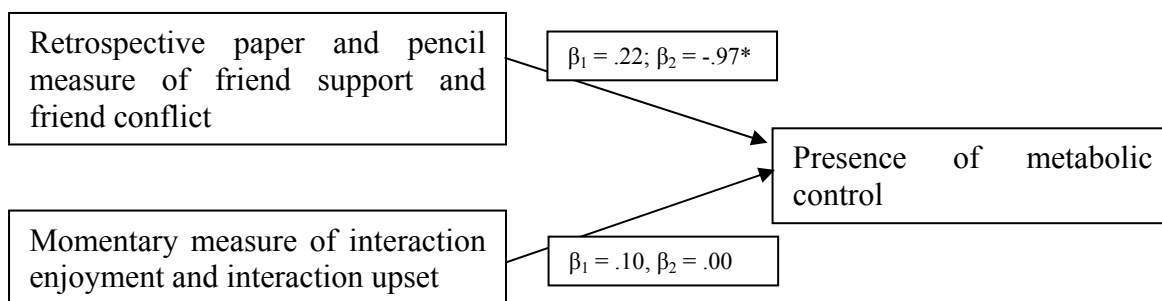 Retrospective paper and pencil
measure of friend support and
friend conflict
β₁ = .22; β₂ = -.97*
Presence of metabolic
control
Momentary measure of interaction
enjoyment and interaction upset
β₁ = .10, β₂ = .00